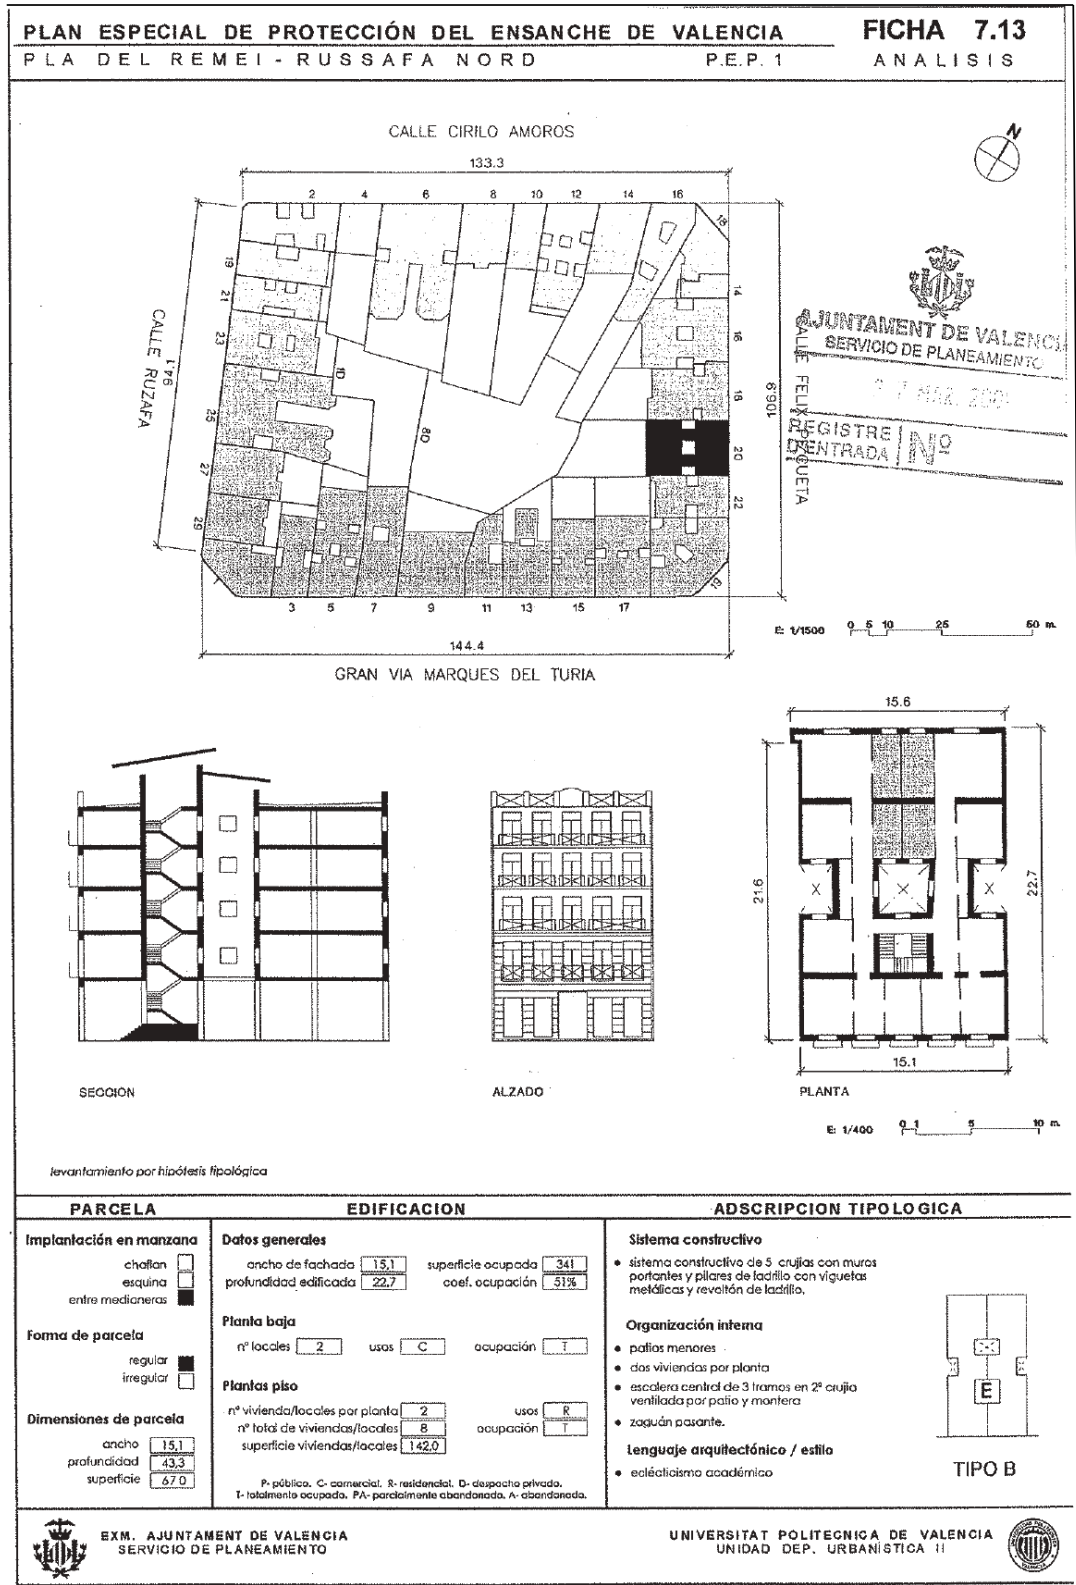 PLAN ESPECIAL DE PROTECCIÓN DEL ENSANCHE DE VALENCIA
FICHA 7.13
PLA DEL REMEI - RUSSAFA NORD P.E.P. 1
ANALISIS
CALLE CIRILO AMOROS
N
133.3
2 4 6 8 10 12 14 16 18
19
21
23
25
27
29
1D
8D
14
16
18
20
22
94.1
CALLE RUZAFA
106.9
CALLE FELIX PIZCUETA
AJUNTAMENT DE VALENCIA
SERVICIO DE PLANEAMIENTO
REGISTRE
D'ENTRADA Nº
1 3 5 7 9 11 13 15 17 19
144.4
GRAN VIA MARQUES DEL TURIA
E: 1/1500 0 5 10 25 50 m.
15.6
21.6
22.7
15.1
SECCION
ALZADO
PLANTA
E: 1/400 0 1 5 10 m.
levantamiento por hipótesis tipológica
PARCELA
Implantación en manzana
chaflan
esquina
entre medianeras
Forma de parcela
regular
irregular
Dimensiones de parcela
ancho 15,1
profundidad 43,3
superficie 670
EDIFICACION
Datos generales
ancho de fachada 15,1 superficie ocupada 341
profundidad edificada 22,7 coef. ocupación 51%
Planta baja
nº locales 2 usos C ocupación T
Plantas piso
nº vivienda/locales por planta 2 usos R
nº total de viviendas/locales 8 ocupación T
superficie viviendas/locales 142,0
P- público. C- comercial. R- residencial. D- despacho privado.
T- totalmente ocupado. PA- parcialmente abandonada. A- abandonada.
ADSCRIPCION TIPOLOGICA
Sistema constructivo
• sistema constructivo de 5 crujías con muros
portantes y pilares de ladrillo con viguetas
metálicas y revoltón de ladrillo.
Organización interna
• patios menores
• dos viviendas por planta
• escalera central de 3 tramos en 2ª crujía
ventilada por patio y montera
• zaguán pasante.
Lenguaje arquitectónico / estilo
• eclécticismo académico
E
TIPO B
EXM. AJUNTAMENT DE VALENCIA
SERVICIO DE PLANEAMIENTO
UNIVERSITAT POLITECNICA DE VALENCIA
UNIDAD DEP. URBANÍSTICA II